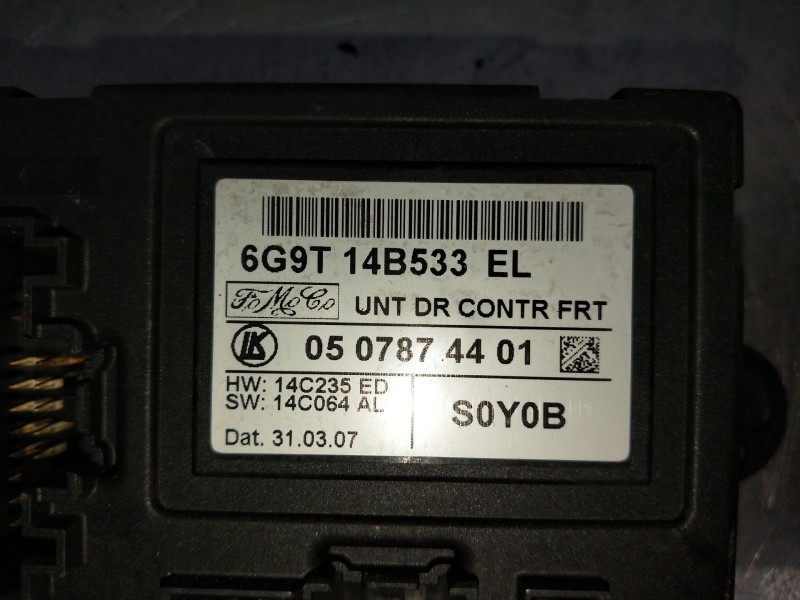 6G9T 14B533 EL
FoMoCo UNT DR CONTR FRT
LK 05 0787 44 01
HW: 14C235 ED
SW: 14C064 AL
S0Y0B
Dat. 31.03.07